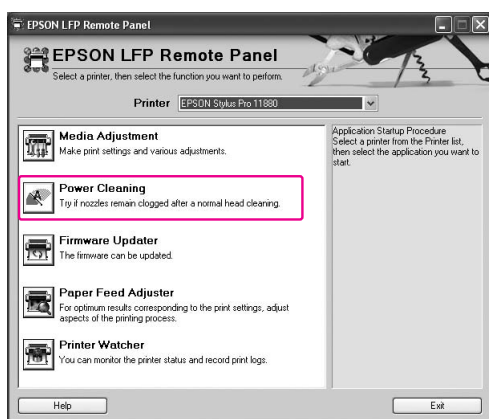 EPSON LFP Remote Panel
EPSON LFP Remote Panel
Select a printer, then select the function you want to perform.
Printer EPSON Stylus Pro 11880
Media Adjustment
Make print settings and various adjustments.
Power Cleaning
Try if nozzles remain clogged after a normal head cleaning.
Firmware Updater
The firmware can be updated.
Paper Feed Adjuster
For optimum results corresponding to the print settings, adjust
aspects of the printing process.
Printer Watcher
You can monitor the printer status and record print logs.
Application Startup Procedure
Select a printer from the Printer list,
then select the application you want to
start.
Help
Exit